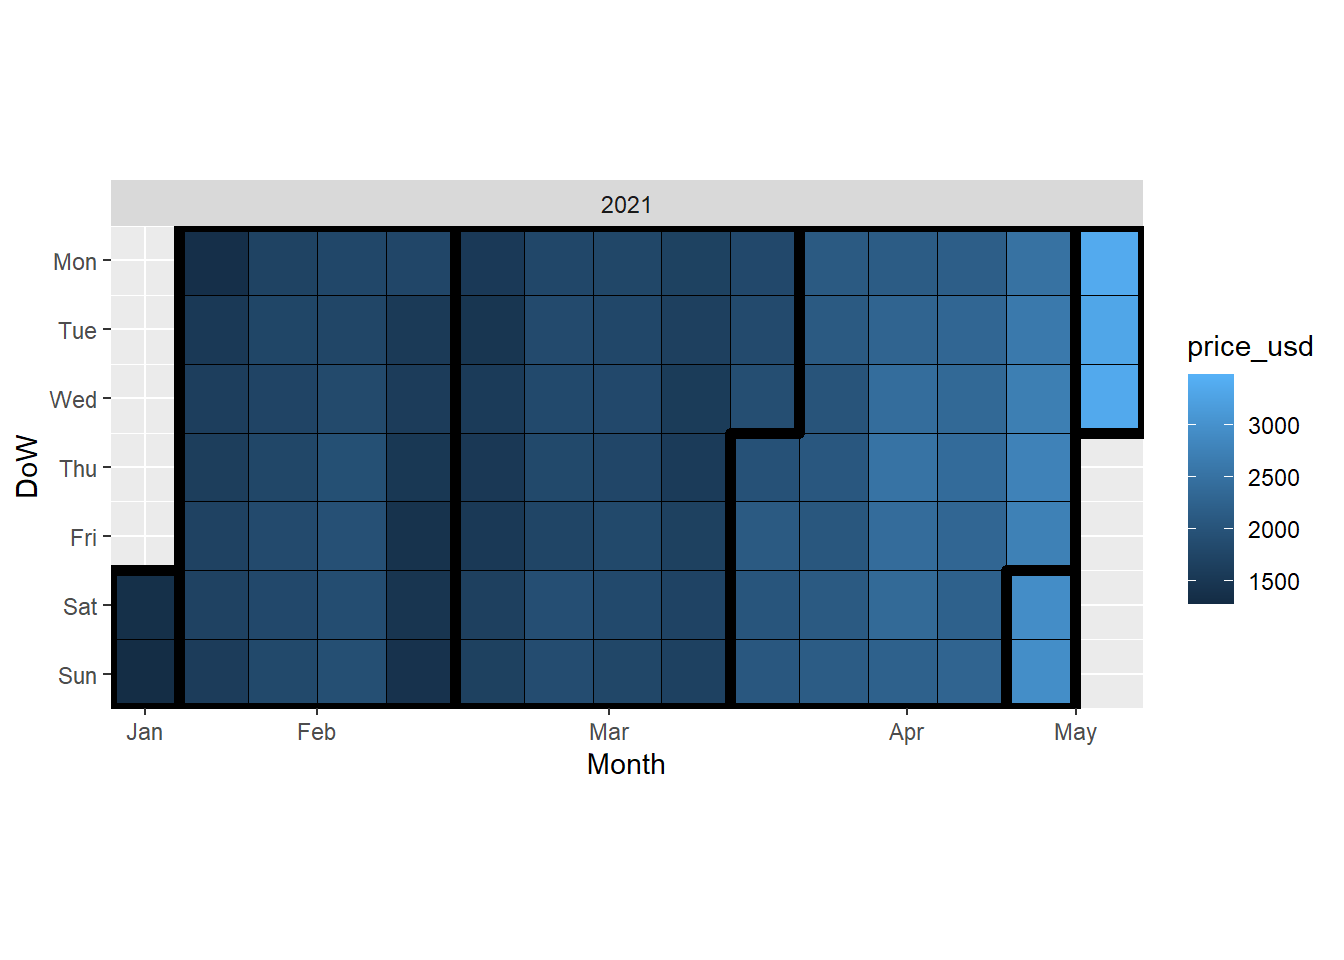 2021
Mon
Tue
Wed
Thu
Fri
Sat
Sun
DoW
Jan Feb Mar Apr May
Month
price_usd
3000
2500
2000
1500